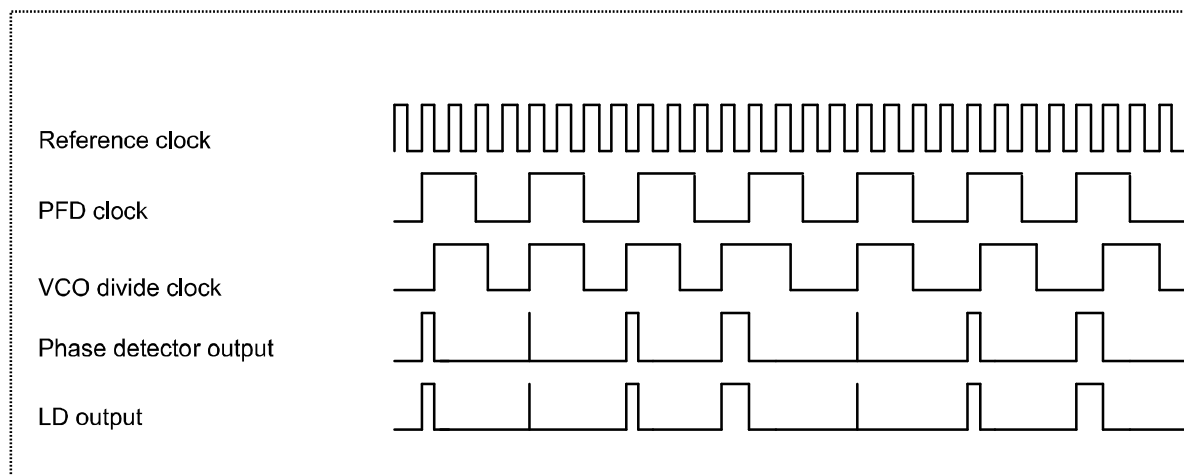 Reference clock
PFD clock
VCO divide clock
Phase detector output
LD output